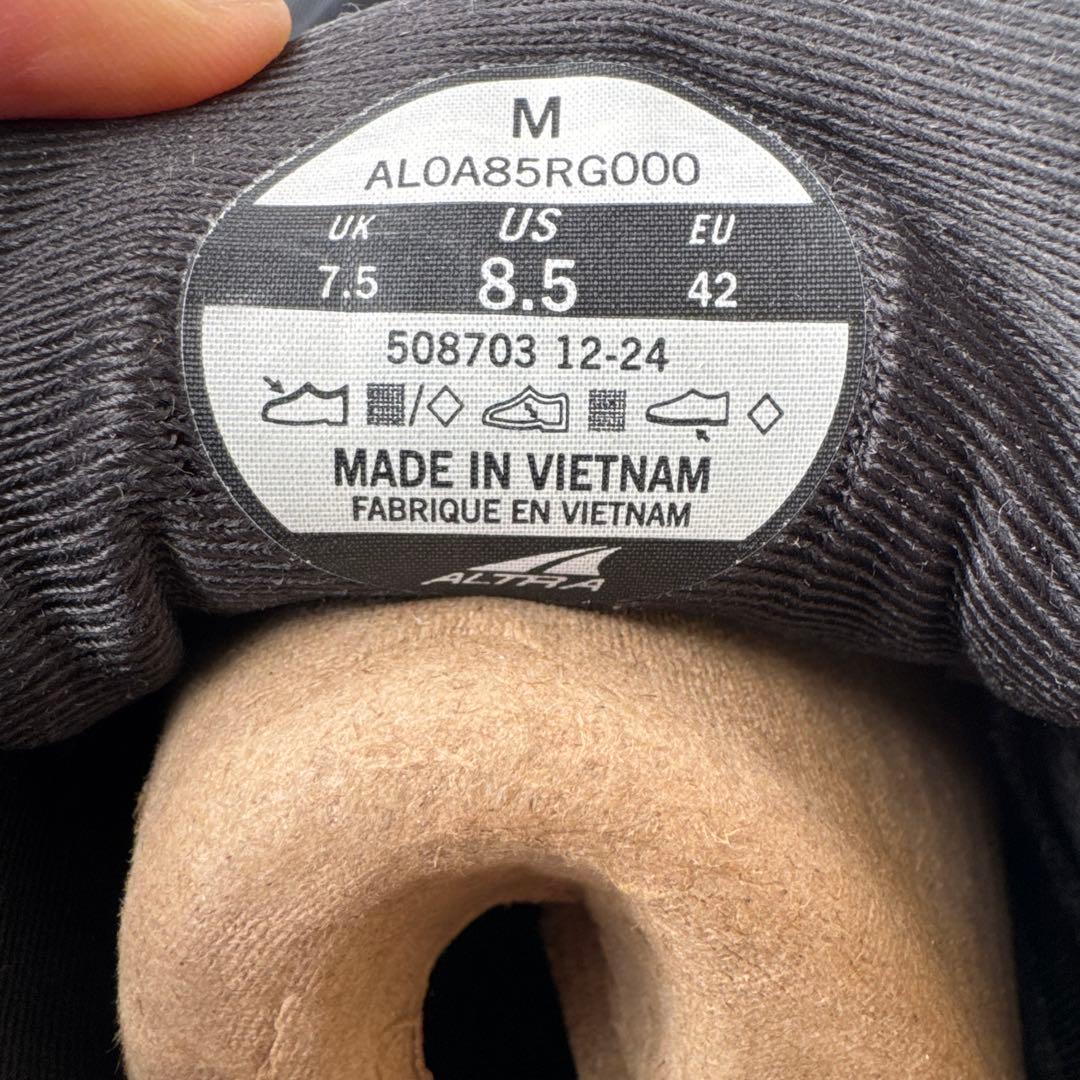 M
AL0A85RG000
UK US EU
7.5 8.5 42
508703 12-24
/
MADE IN VIETNAM
FABRIQUE EN VIETNAM
ALTRA